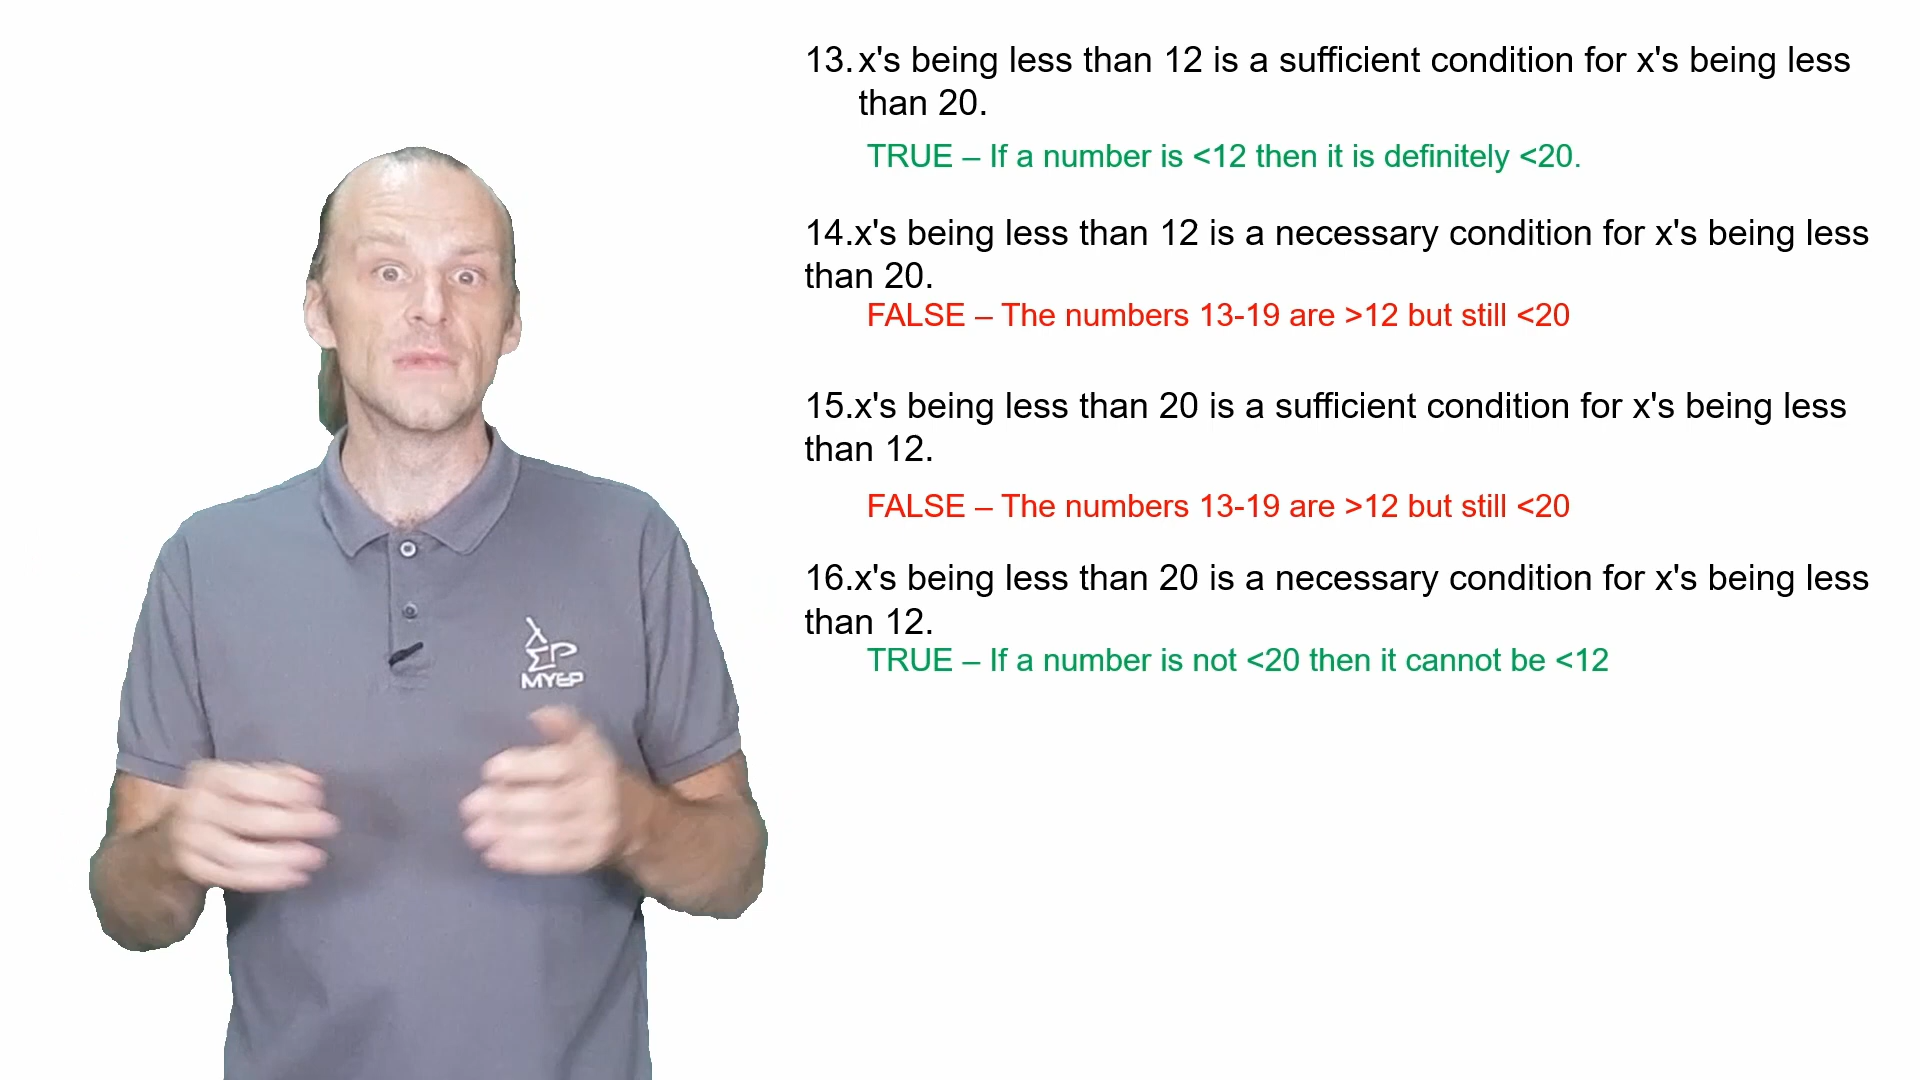 13. x's being less than 12 is a sufficient condition for x's being less
than 20.
TRUE – If a number is <12 then it is definitely <20.
14.x's being less than 12 is a necessary condition for x's being less
than 20.
FALSE – The numbers 13-19 are >12 but still <20
15.x's being less than 20 is a sufficient condition for x's being less
than 12.
FALSE – The numbers 13-19 are >12 but still <20
16.x's being less than 20 is a necessary condition for x's being less
than 12.
TRUE – If a number is not <20 then it cannot be <12
MYEP